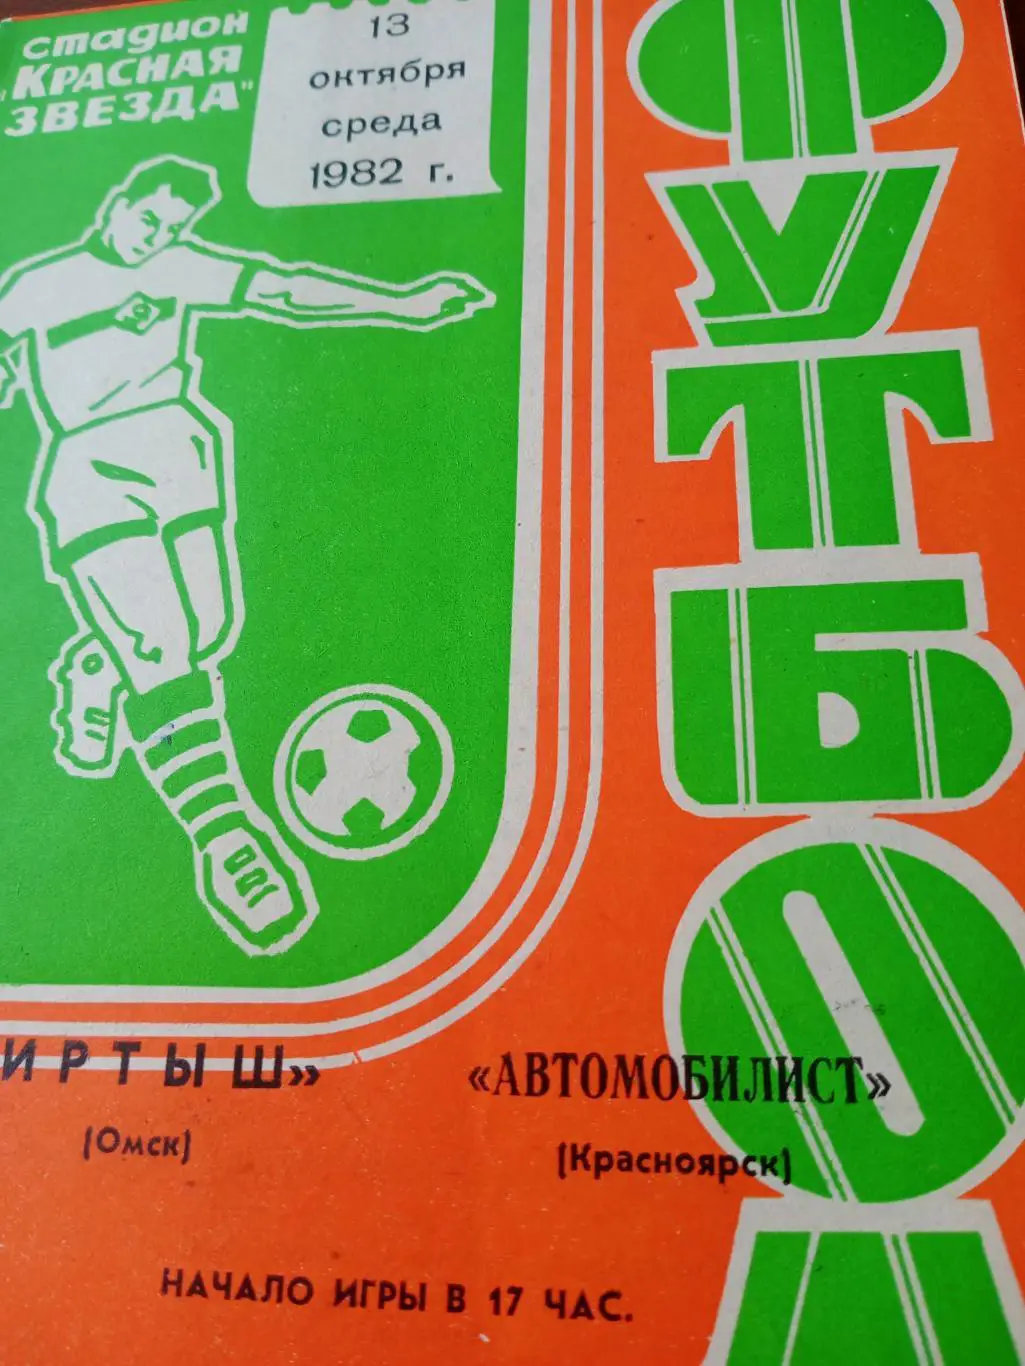 стадион
"КРАСНАЯ
ЗВЕЗДА"
13
октября
среда
1982 г.
ФУТБОЛ
ИРТЫШ»
(Омск)
«АВТОМОБИЛИСТ»
(Красноярск)
НАЧАЛО ИГРЫ В 17 ЧАС.